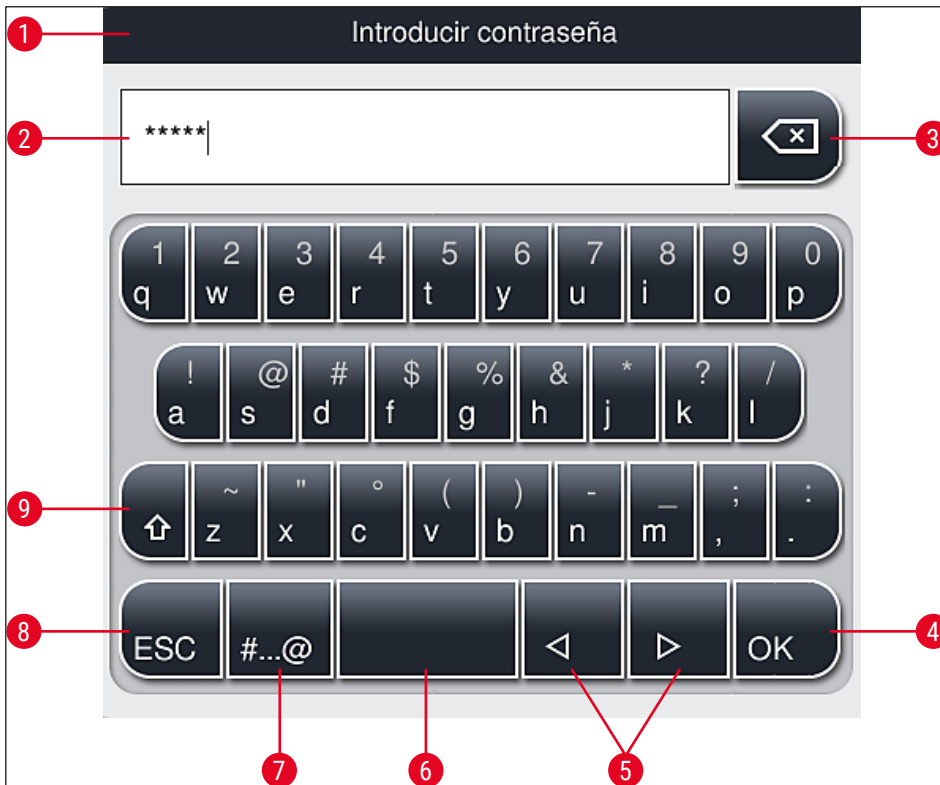 1 Introducir contraseña
2 ***** 3
1 2 3 4 5 6 7 8 9 0
q w e r t y u i o p
! @ # $ % & * ? /
a s d f g h j k l
~ " ° ( ) - _ ; :
9 z x c v b n m , .
8 ESC #...@ OK 4
7 6 5